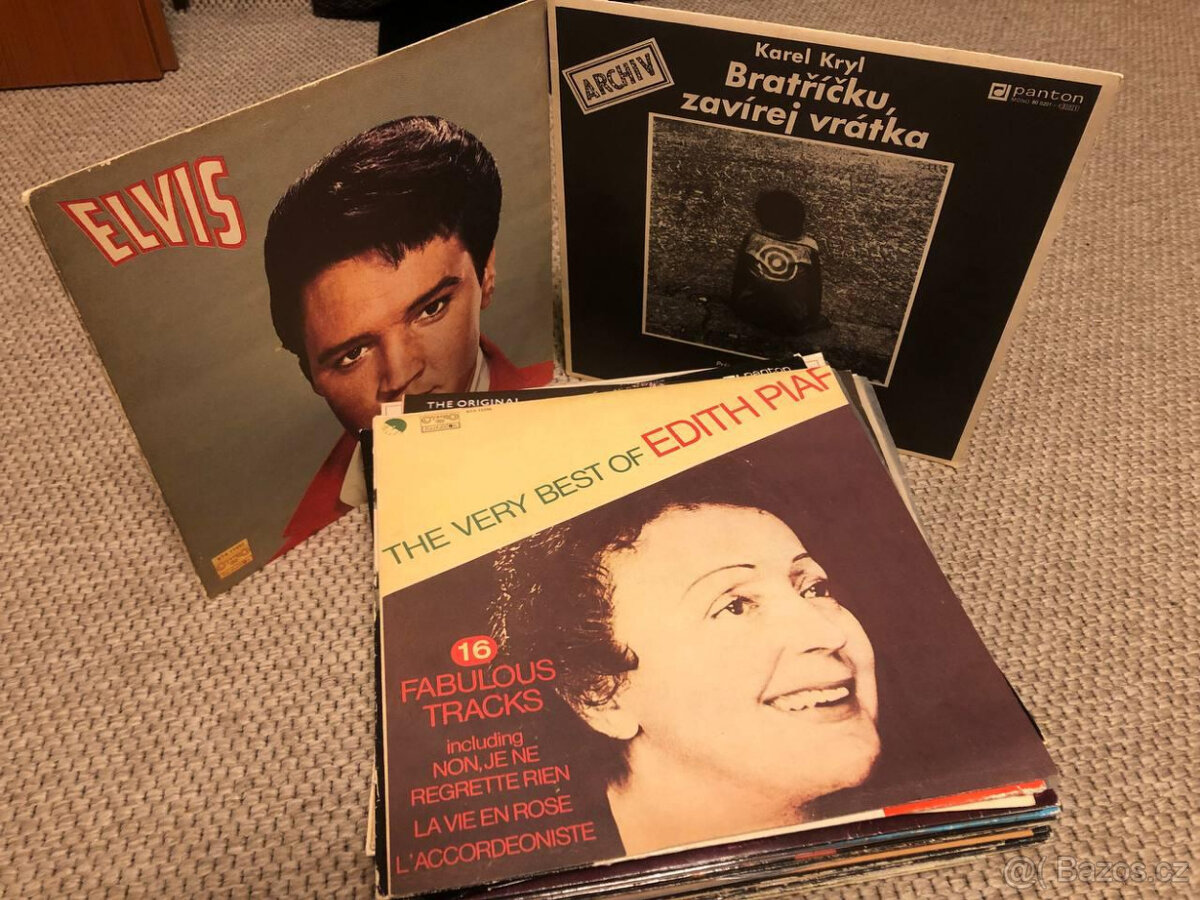 ELVIS
ARCHIV
Karel Kryl
Bratříčku,
zavírej vrátka
panton
THE ORIGINAL
panton
THE VERY BEST OF EDITH PIAF
16
FABULOUS
TRACKS
including
NON, JE NE
REGRETTE RIEN
LA VIE EN ROSE
L'ACCORDEONISTE
@( Bazos.cz